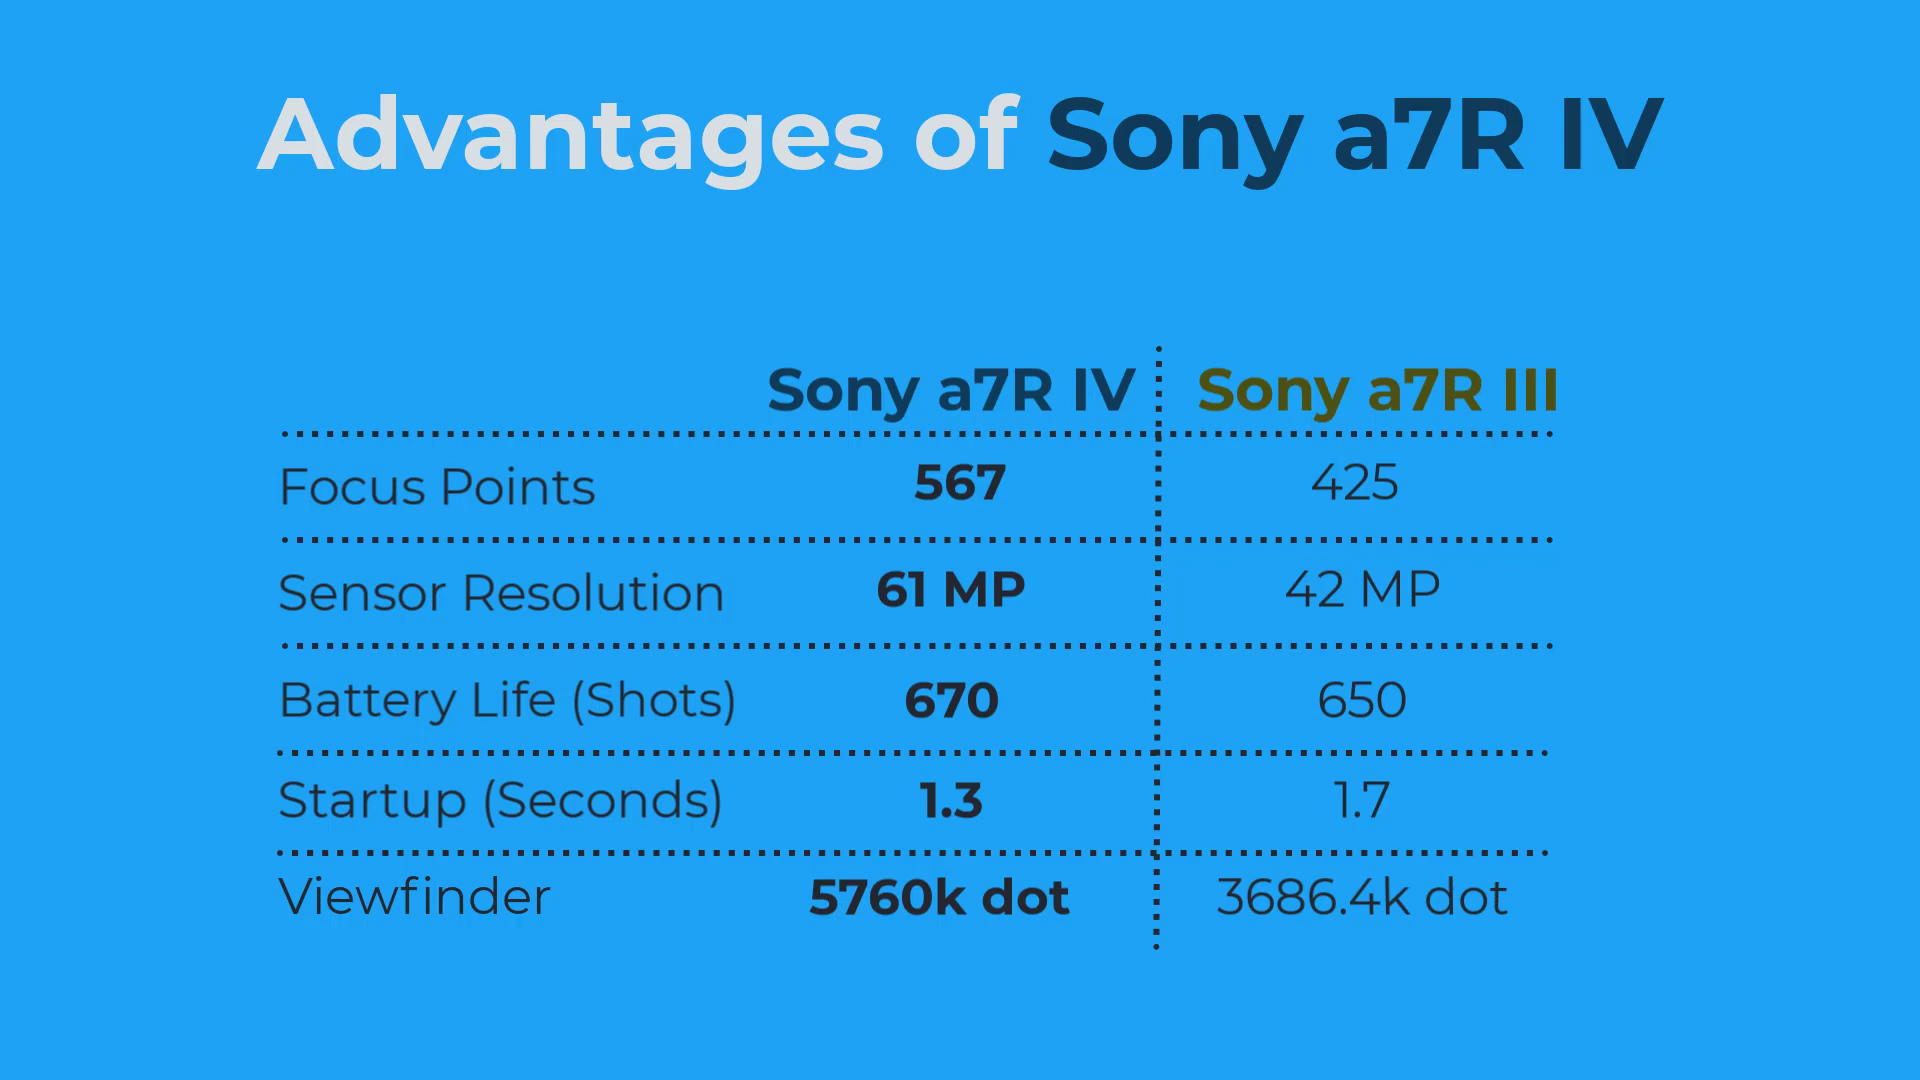 Advantages of Sony a7R IV
Sony a7R IV Sony a7R III
Focus Points 567 425
Sensor Resolution 61 MP 42 MP
Battery Life (Shots) 670 650
Startup (Seconds) 1.3 1.7
Viewfinder 5760k dot 3686.4k dot